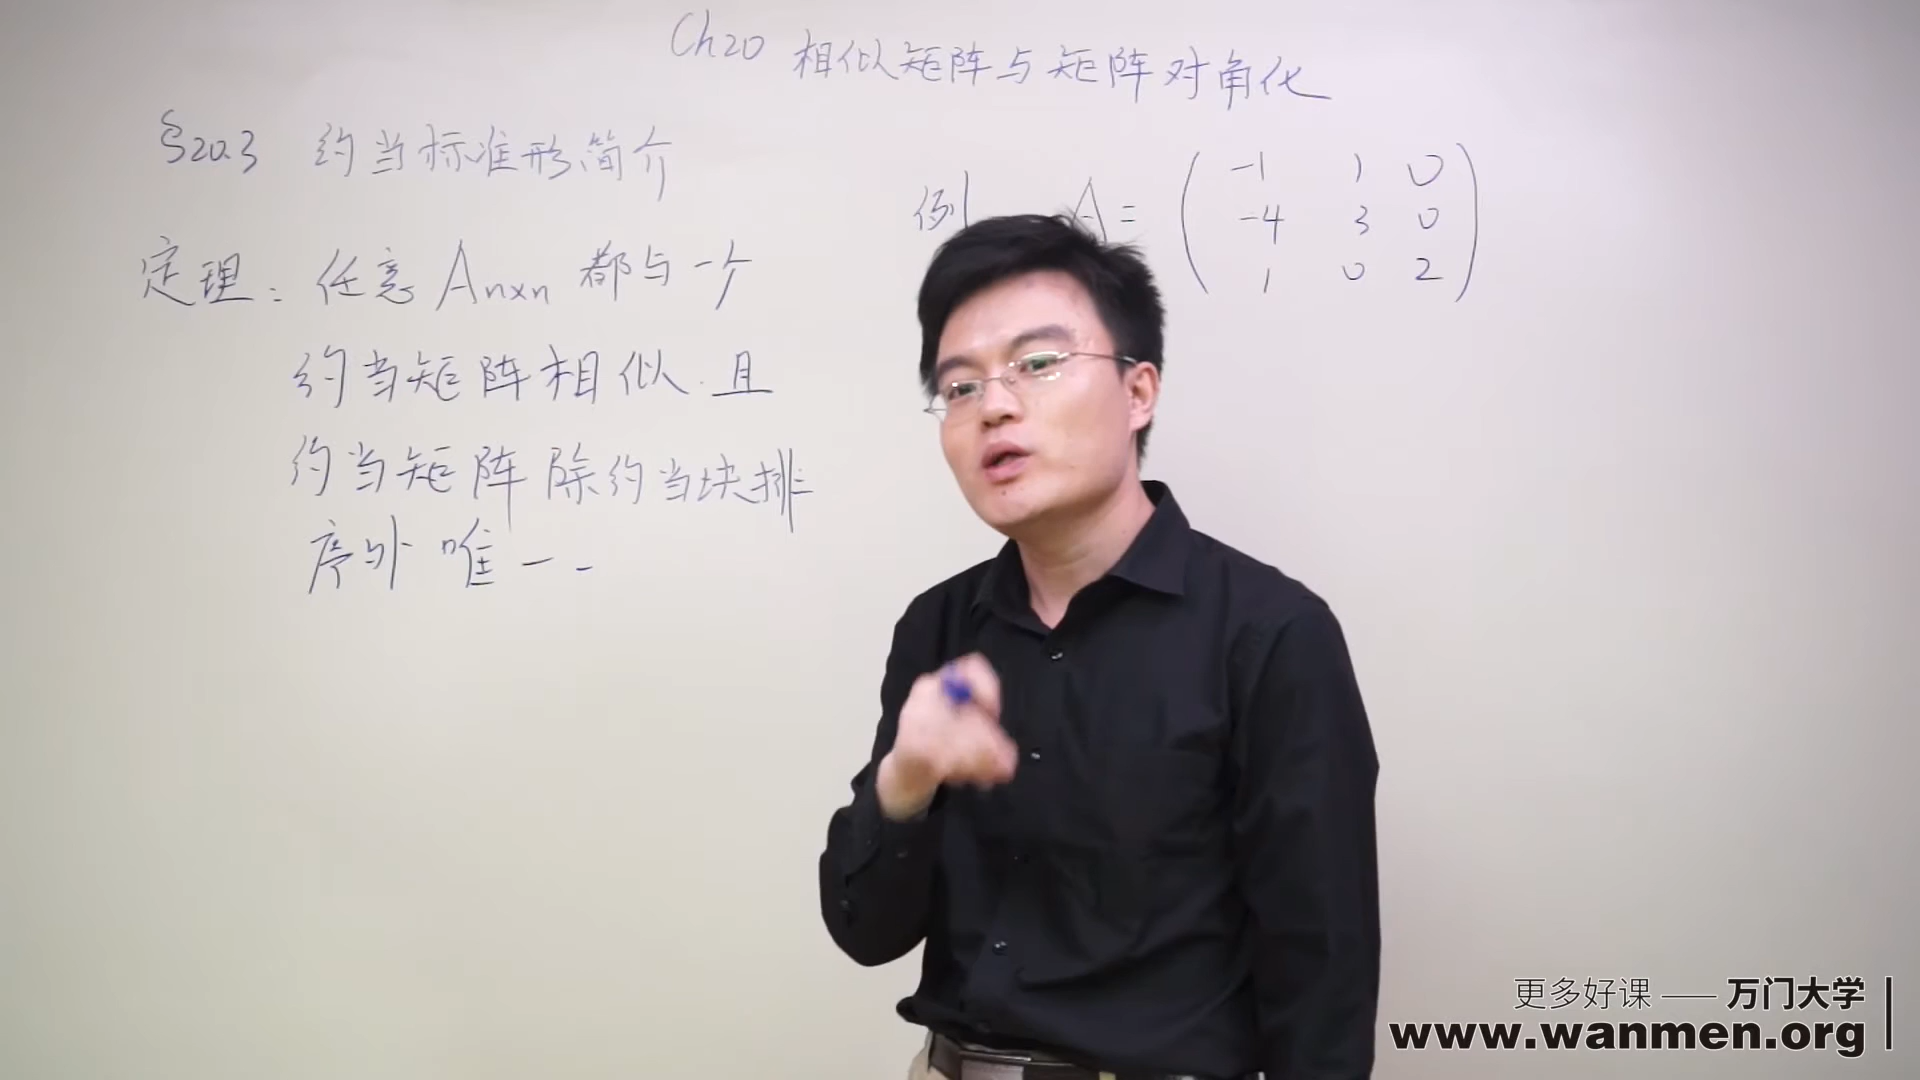 Ch20 相似矩阵与矩阵对角化
§20.3 约当标准形简介
定理：任意 Anxn 都与一个
约当矩阵相似.且
约当矩阵除约当块排
序外唯一.
例 A = ( -1 1 0
-4 3 0
1 0 2 )
更多好课 —— 万门大学
www.wanmen.org